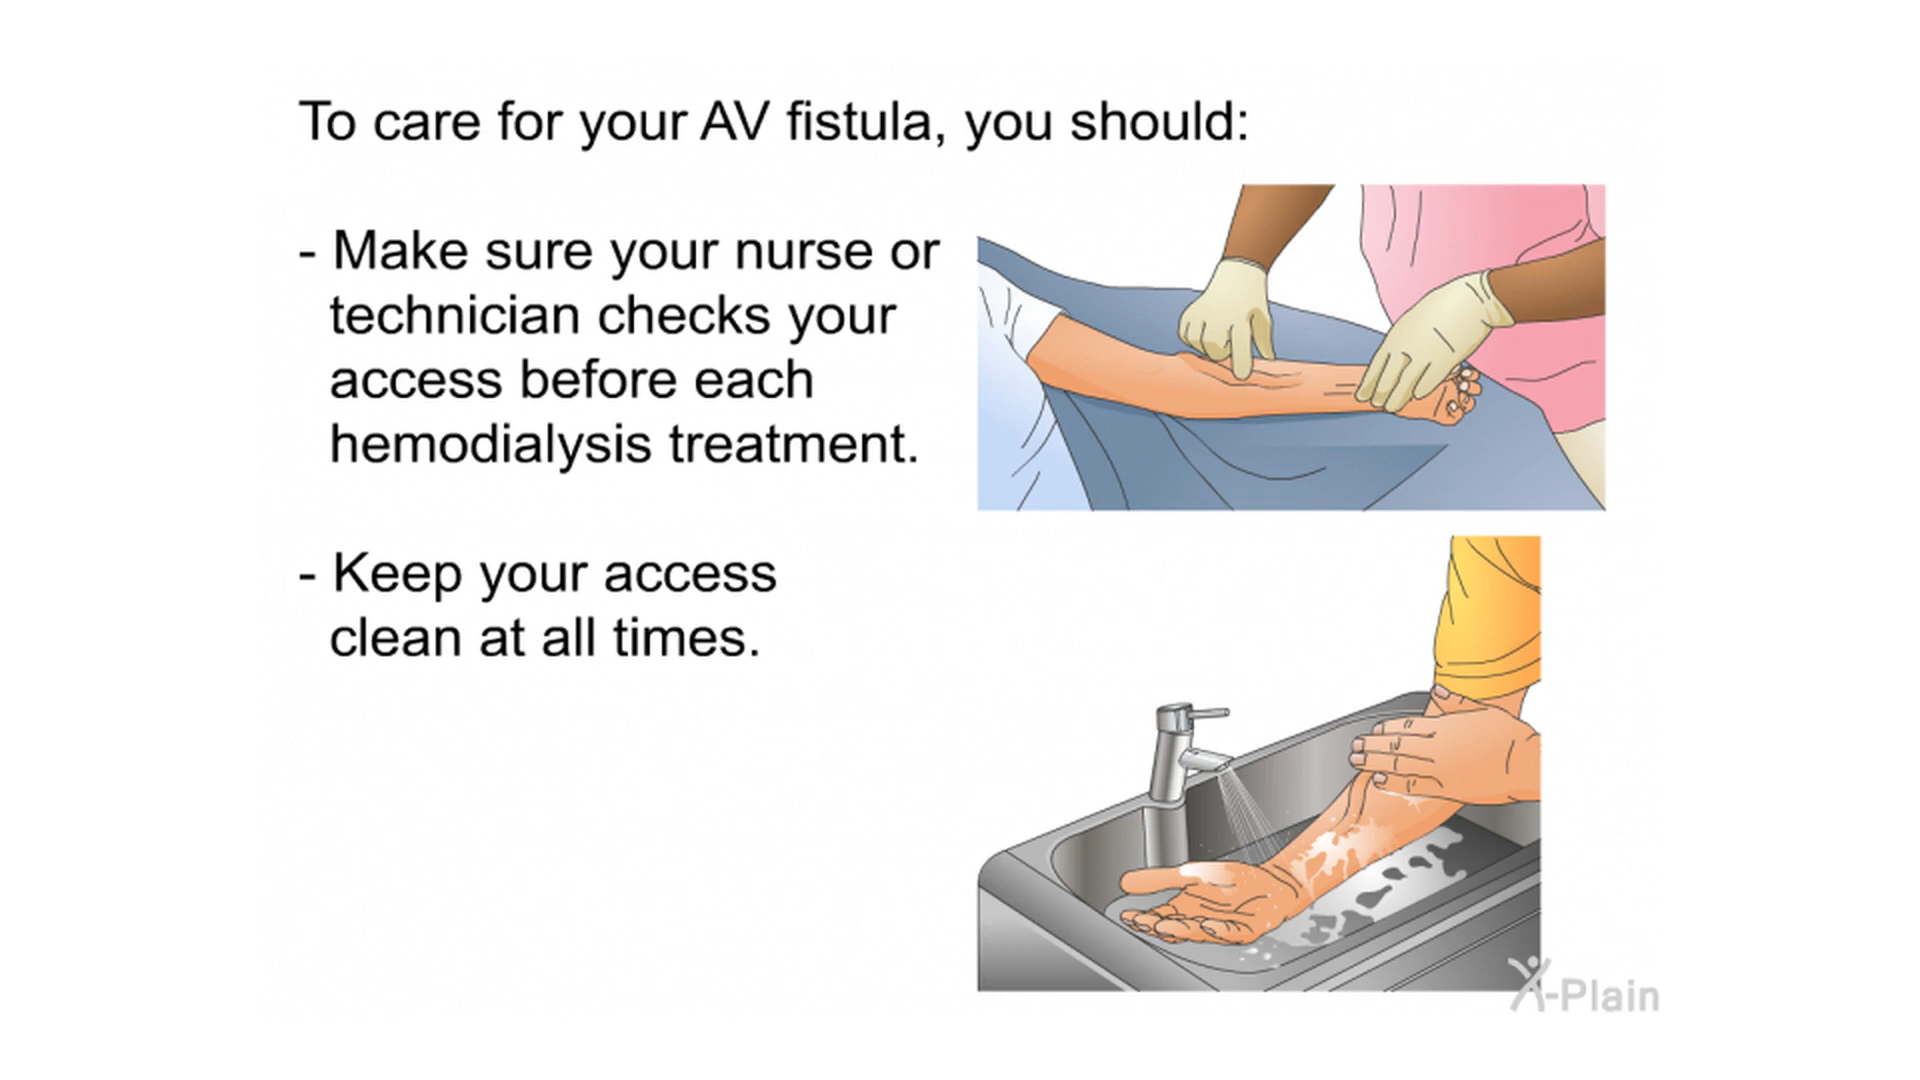 To care for your AV fistula, you should:
- Make sure your nurse or
technician checks your
access before each
hemodialysis treatment.
- Keep your access
clean at all times.
X-Plain